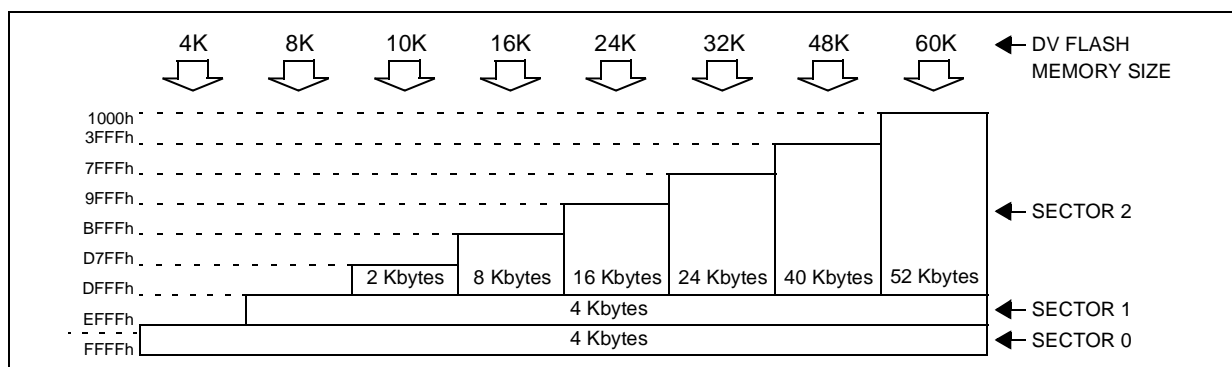 4K 8K 10K 16K 24K 32K 48K 60K DV FLASH
MEMORY SIZE
1000h
3FFFh
7FFFh
9FFFh
SECTOR 2
BFFFh
D7FFh
2 Kbytes 8 Kbytes 16 Kbytes 24 Kbytes 40 Kbytes 52 Kbytes
DFFFh
4 Kbytes SECTOR 1
EFFFh
4 Kbytes SECTOR 0
FFFFh